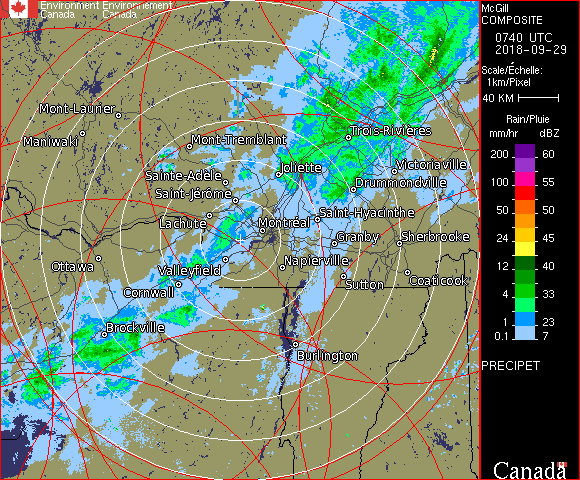 Environment Environnement
Canada Canada
McGill
COMPOSITE
0740 UTC
2018-09-29
Scale/Échelle:
1km/Pixel
40 KM
Rain/Pluie
mm/hr dBZ
200 60
100 55
50 50
24 45
12 40
4 33
1 23
0.1 7
PRECIPET
Canada
Mont-Laurier
Maniwaki
Mont-Tremblant
Trois-Rivières
Sainte-Adèle
Joliette
Victoriaville
Saint-Jérôme
Drummondville
Lachute
Montréal
Saint-Hyacinthe
Granby
Sherbrooke
Ottawa
Valleyfield
Napierville
Cornwall
Sutton
Coaticook
Brockville
Burlington